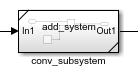 In1 add_system Out1
conv_subsystem